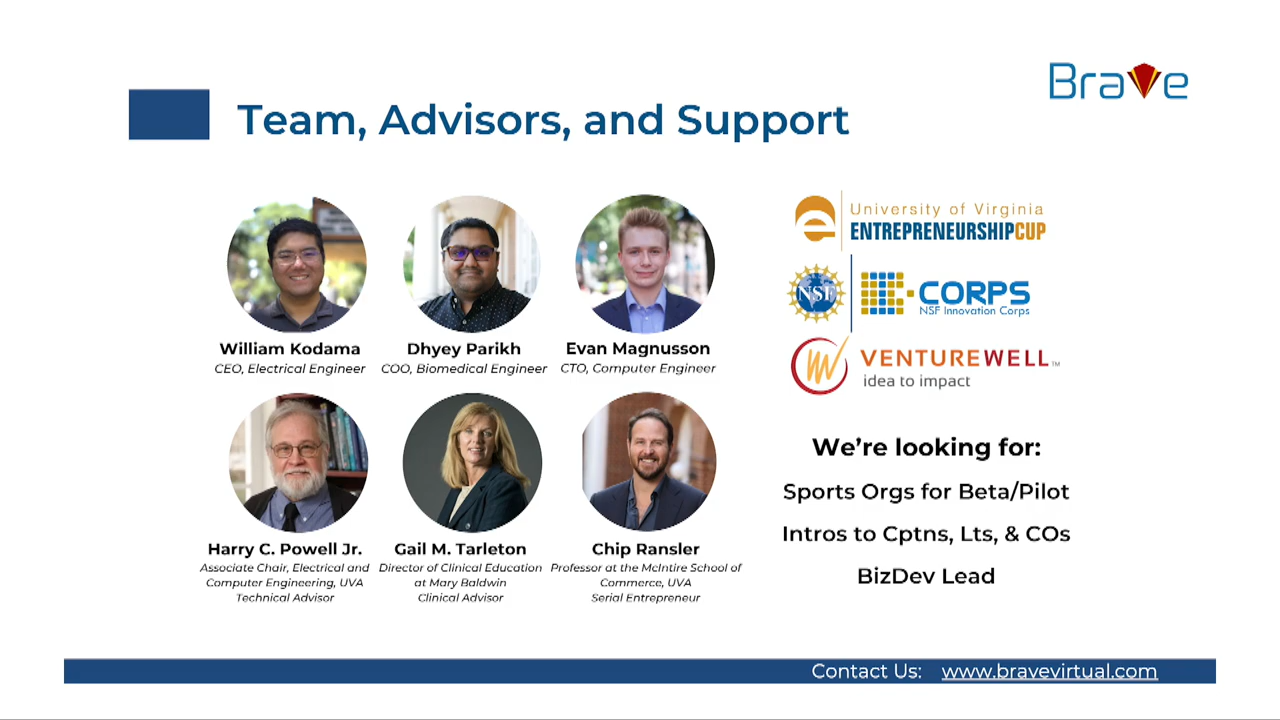 Brave
Team, Advisors, and Support
William Kodama
CEO, Electrical Engineer
Dhyey Parikh
COO, Biomedical Engineer
Evan Magnusson
CTO, Computer Engineer
Harry C. Powell Jr.
Associate Chair, Electrical and
Computer Engineering, UVA
Technical Advisor
Gail M. Tarleton
Director of Clinical Education
at Mary Baldwin
Clinical Advisor
Chip Ransler
Professor at the McIntire School of
Commerce, UVA
Serial Entrepreneur
University of Virginia
ENTREPRENEURSHIPCUP
NSF
I-CORPS
NSF Innovation Corps
VENTUREWELL™
idea to impact
We're looking for:
Sports Orgs for Beta/Pilot
Intros to Cptns, Lts, & COs
BizDev Lead
Contact Us: www.bravevirtual.com